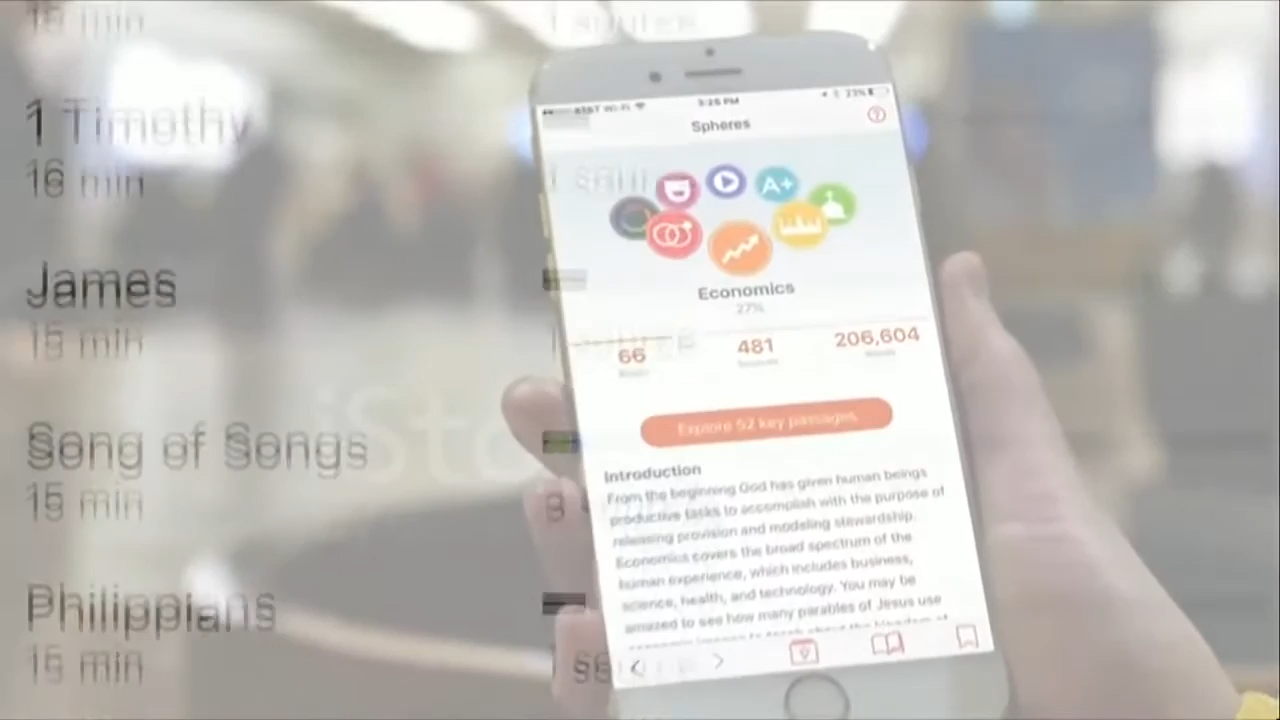 1 Timothy
16 min
James
15 min
Song of Songs
15 min
Philippians
15 min
3:25 PM
23%
Spheres
A+
Economics
27%
66 481 206,604
Explore 52 key passages
Introduction
From the beginning God has given human beings
productive tasks to accomplish with the purpose of
releasing provision and modeling stewardship.
Economics covers the broad spectrum of the
human experience, which includes business,
science, health, and technology. You may be
amazed to see how many parables of Jesus use